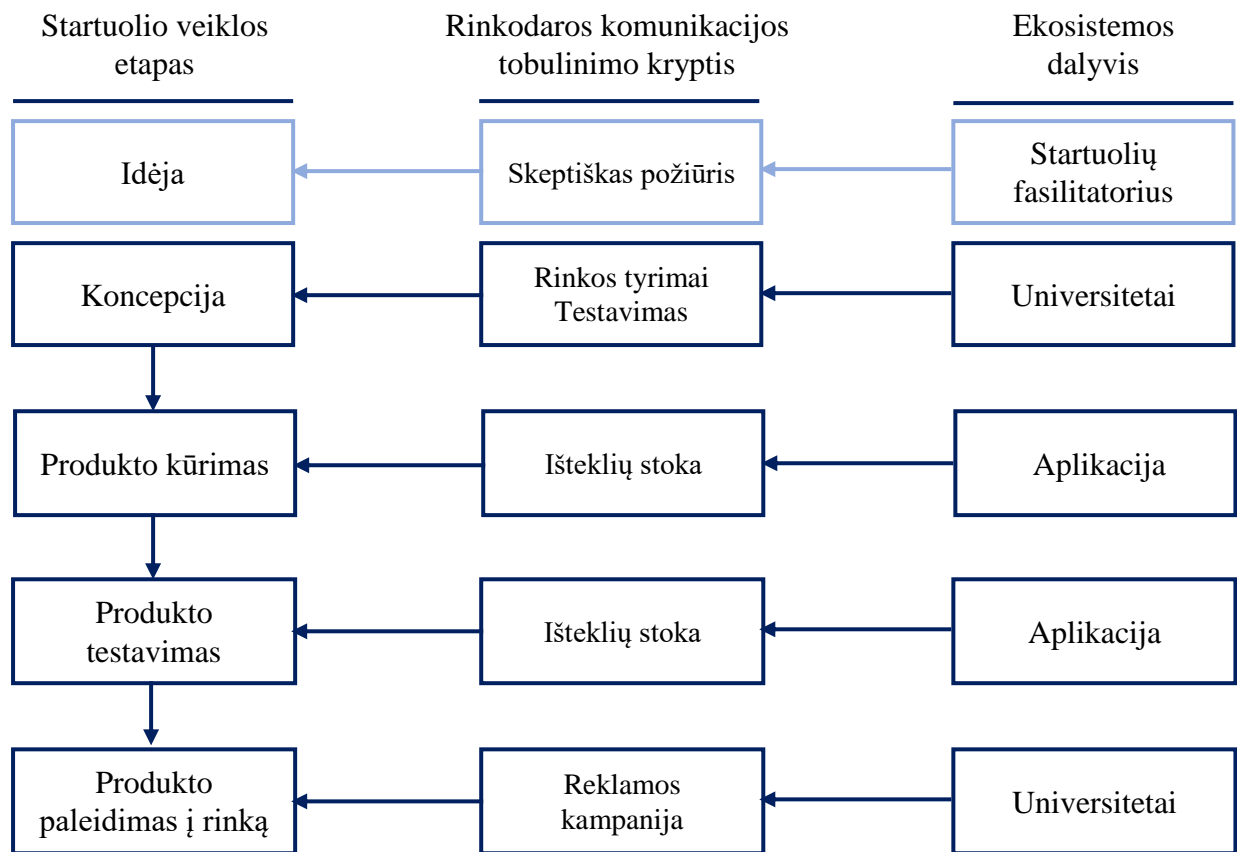 Startuolio veiklos
etapas
Rinkodaros komunikacijos
tobulinimo kryptis
Ekosistemos
dalyvis
Idėja
Skeptiškas požiūris
Startuolių
fasilitatorius
Koncepcija
Rinkos tyrimai
Testavimas
Universitetai
Produkto kūrimas
Išteklių stoka
Aplikacija
Produkto
testavimas
Išteklių stoka
Aplikacija
Produkto
paleidimas į rinką
Reklamos
kampanija
Universitetai